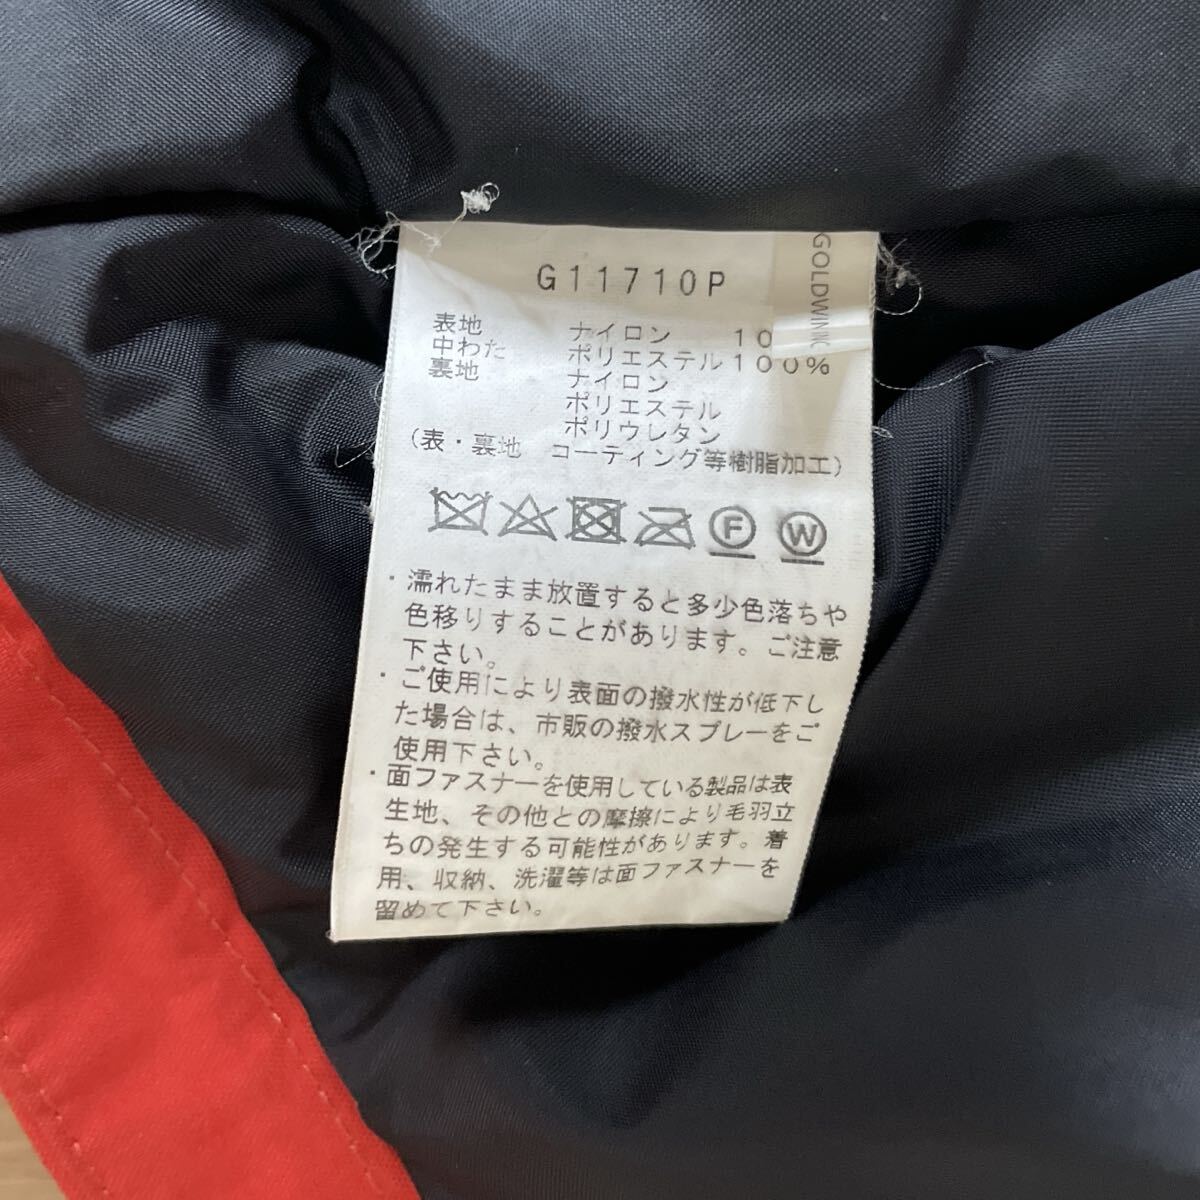 G11710P
GOLDWIN
表地 ナイロン 10
中わた ポリエステル100%
裏地 ナイロン
ポリエステル
ポリウレタン
(表・裏地 コーティング等樹脂加工)
F W
・濡れたまま放置すると多少色落ちや
色移りすることがあります。ご注意
下さい。
・ご使用により表面の撥水性が低下し
た場合は、市販の撥水スプレーをご
使用下さい。
・面ファスナーを使用している製品は表
生地、その他との摩擦により毛羽立
ちの発生する可能性があります。着
用、収納、洗濯等は面ファスナーを
留めて下さい。